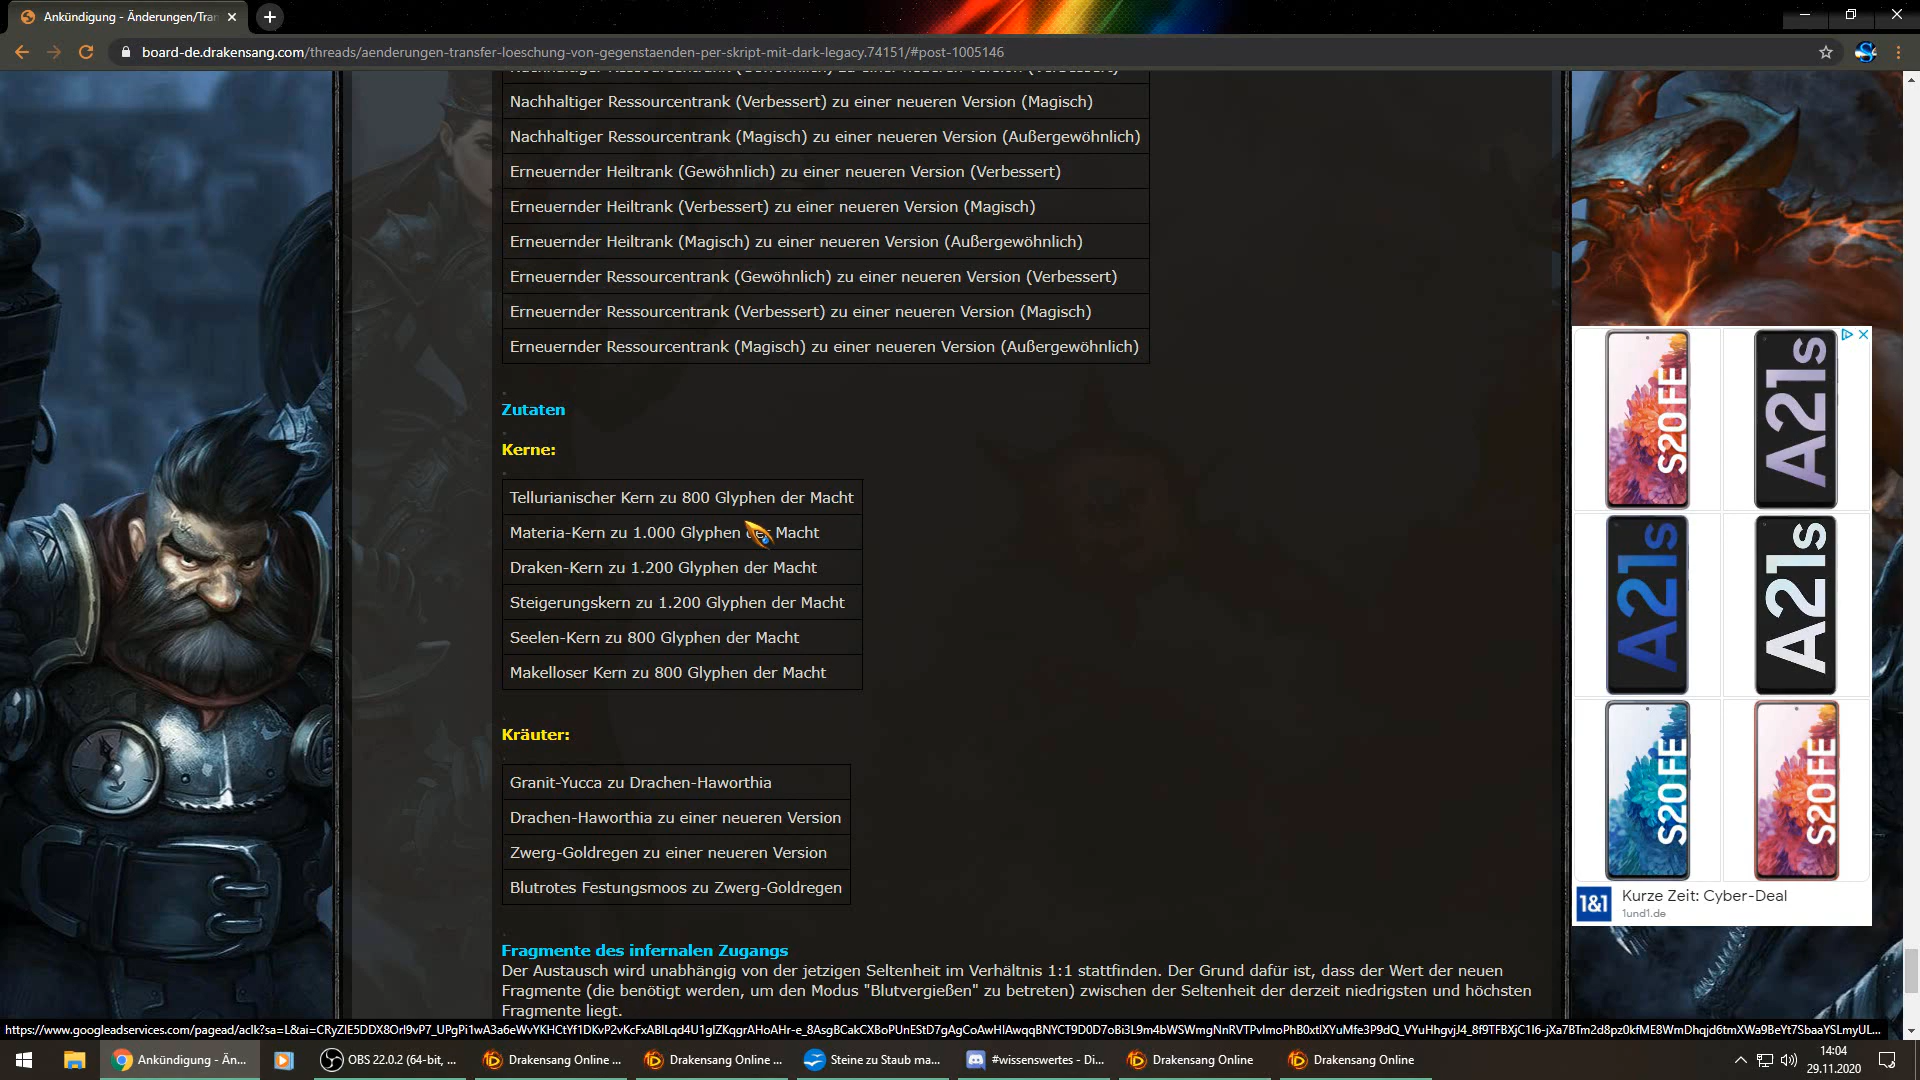 Ankündigung - Änderungen/Tran
board-de.drakensang.com/threads/aenderungen-transfer-loeschung-von-gegenstaenden-per-skript-mit-dark-legacy.74151/#post-1005146
Nachhaltiger Ressourcentrank (Gewöhnlich) zu einer neueren Version (Verbessert)
Nachhaltiger Ressourcentrank (Verbessert) zu einer neueren Version (Magisch)
Nachhaltiger Ressourcentrank (Magisch) zu einer neueren Version (Außergewöhnlich)
Erneuernder Heiltrank (Gewöhnlich) zu einer neueren Version (Verbessert)
Erneuernder Heiltrank (Verbessert) zu einer neueren Version (Magisch)
Erneuernder Heiltrank (Magisch) zu einer neueren Version (Außergewöhnlich)
Erneuernder Ressourcentrank (Gewöhnlich) zu einer neueren Version (Verbessert)
Erneuernder Ressourcentrank (Verbessert) zu einer neueren Version (Magisch)
Erneuernder Ressourcentrank (Magisch) zu einer neueren Version (Außergewöhnlich)
Zutaten
Kerne:
Tellurianischer Kern zu 800 Glyphen der Macht
Materia-Kern zu 1.000 Glyphen der Macht
Draken-Kern zu 1.200 Glyphen der Macht
Steigerungskern zu 1.200 Glyphen der Macht
Seelen-Kern zu 800 Glyphen der Macht
Makelloser Kern zu 800 Glyphen der Macht
Kräuter:
Granit-Yucca zu Drachen-Haworthia
Drachen-Haworthia zu einer neueren Version
Zwerg-Goldregen zu einer neueren Version
Blutrotes Festungsmoos zu Zwerg-Goldregen
Fragmente des infernalen Zugangs
Der Austausch wird unabhängig von der jetzigen Seltenheit im Verhältnis 1:1 stattfinden. Der Grund dafür ist, dass der Wert der neuen
Fragmente (die benötigt werden, um den Modus "Blutvergießen" zu betreten) zwischen der Seltenheit der derzeit niedrigsten und höchsten
Fragmente liegt.
S20 FE
A21s
A21s
A21s
S20 FE
S20 FE
1&1
Kurze Zeit: Cyber-Deal
1und1.de
Ankündigung - Än...
OBS 22.0.2 (64-bit, ...
Drakensang Online ...
Drakensang Online ...
Steine zu Staub ma...
#wissenswertes - Di...
Drakensang Online
Drakensang Online
14:04
29.11.2020